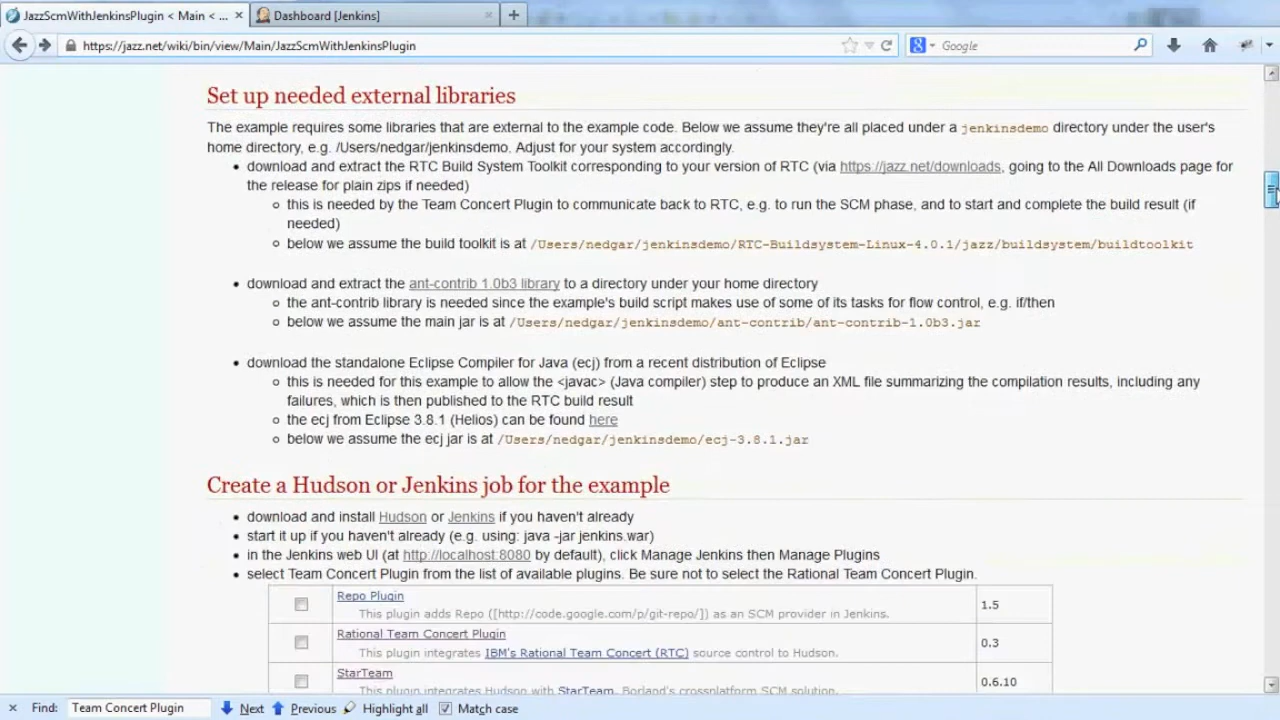 JazzScmWithJenkinsPlugin < Main < ...
Dashboard [Jenkins]
https://jazz.net/wiki/bin/view/Main/JazzScmWithJenkinsPlugin
Google
Set up needed external libraries
The example requires some libraries that are external to the example code. Below we assume they're all placed under a jenkinsdemo directory under the user's
home directory, e.g. /Users/nedgar/jenkinsdemo. Adjust for your system accordingly.
download and extract the RTC Build System Toolkit corresponding to your version of RTC (via https://jazz.net/downloads, going to the All Downloads page for
the release for plain zips if needed)
this is needed by the Team Concert Plugin to communicate back to RTC, e.g. to run the SCM phase, and to start and complete the build result (if
needed)
below we assume the build toolkit is at /Users/nedgar/jenkinsdemo/RTC-Buildsystem-Linux-4.0.1/jazz/buildsystem/buildtoolkit
download and extract the ant-contrib 1.0b3 library to a directory under your home directory
the ant-contrib library is needed since the example's build script makes use of some of its tasks for flow control, e.g. if/then
below we assume the main jar is at /Users/nedgar/jenkinsdemo/ant-contrib/ant-contrib-1.0b3.jar
download the standalone Eclipse Compiler for Java (ecj) from a recent distribution of Eclipse
this is needed for this example to allow the <javac> (Java compiler) step to produce an XML file summarizing the compilation results, including any
failures, which is then published to the RTC build result
the ecj from Eclipse 3.8.1 (Helios) can be found here
below we assume the ecj jar is at /Users/nedgar/jenkinsdemo/ecj-3.8.1.jar
Create a Hudson or Jenkins job for the example
download and install Hudson or Jenkins if you haven't already
start it up if you haven't already (e.g. using: java -jar jenkins.war)
in the Jenkins web UI (at http://localhost:8080 by default), click Manage Jenkins then Manage Plugins
select Team Concert Plugin from the list of available plugins. Be sure not to select the Rational Team Concert Plugin.
Repo Plugin
This plugin adds Repo ([http://code.google.com/p/git-repo/]) as an SCM provider in Jenkins.
1.5
Rational Team Concert Plugin
This plugin integrates IBM's Rational Team Concert (RTC) source control to Hudson.
0.3
StarTeam
This plugin integrates Hudson with StarTeam, Borland's crossplatform SCM solution.
0.6.10
Find: Team Concert Plugin Next Previous Highlight all Match case